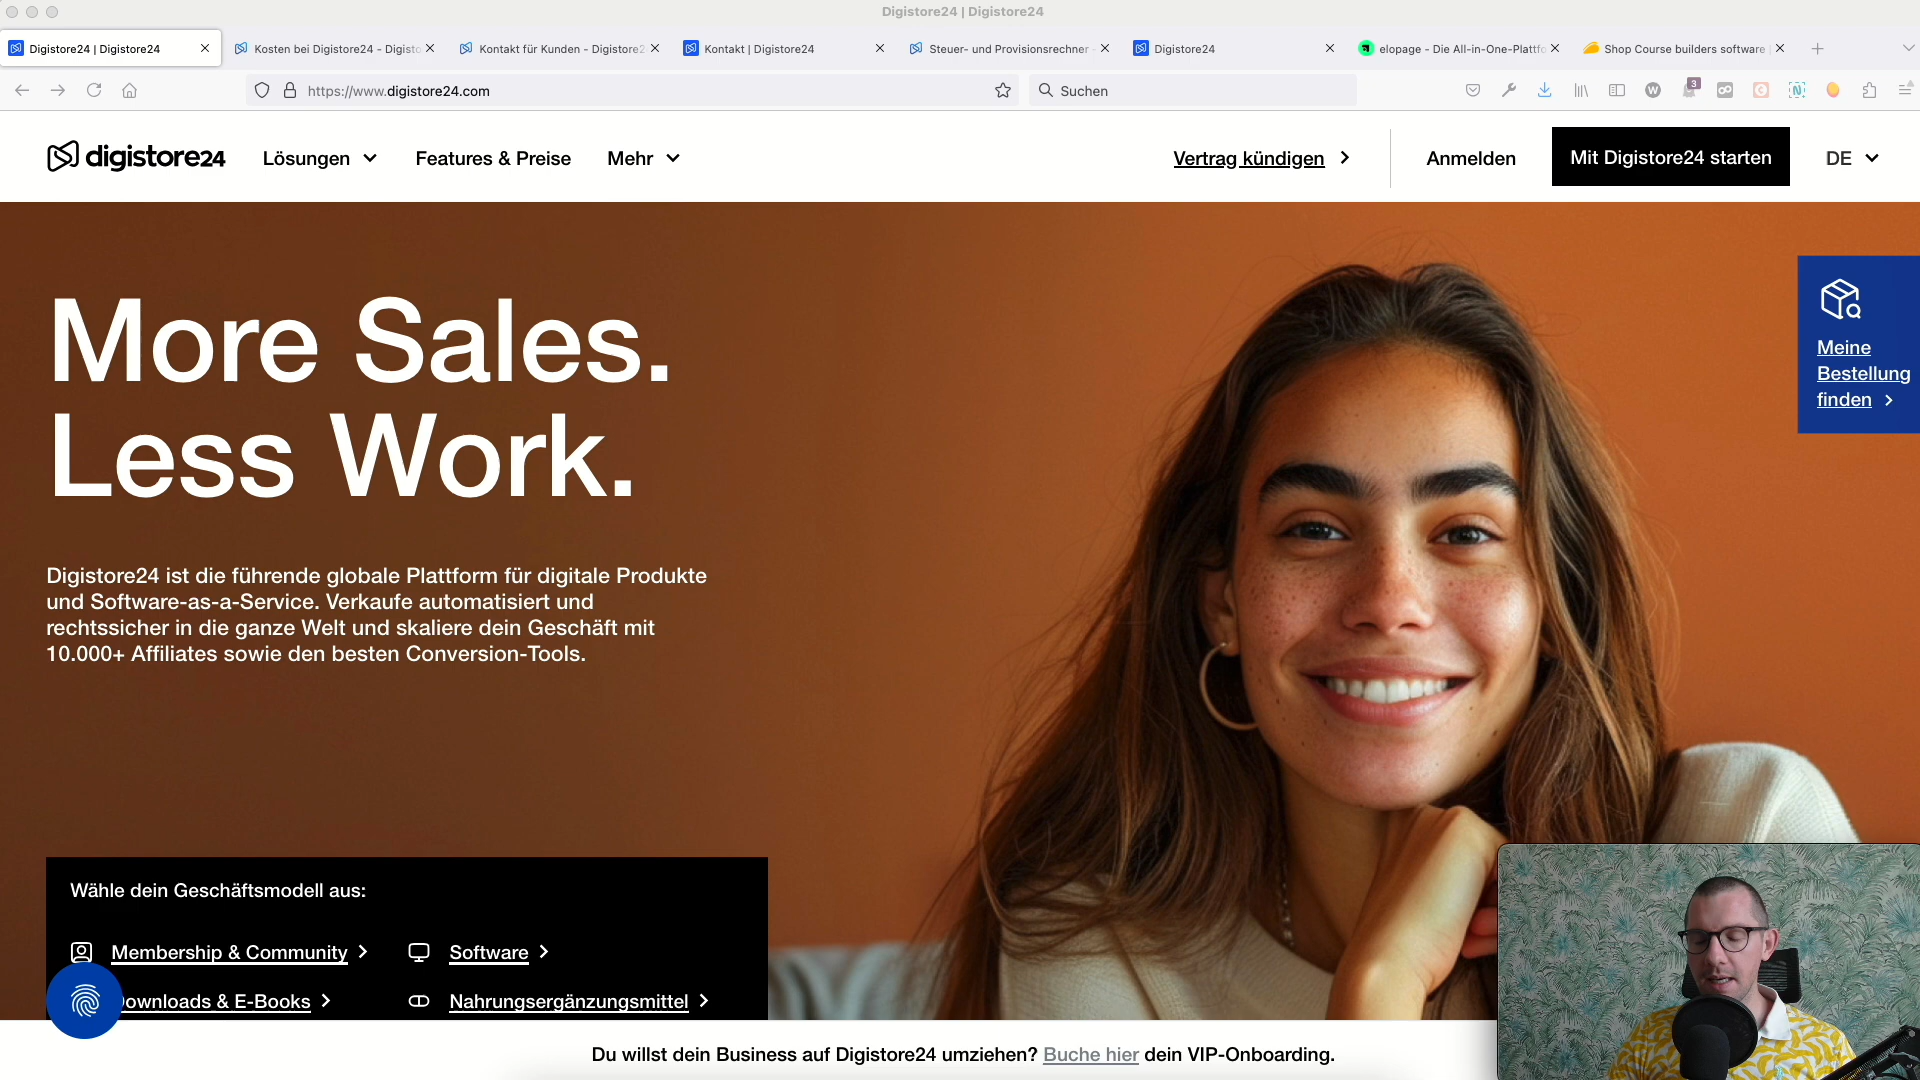 Digistore24 | Digistore24
Digistore24 | Digistore24
Kosten bei Digistore24 - Digisto
Kontakt für Kunden - Digistore2
Kontakt | Digistore24
Steuer- und Provisionsrechner -
Digistore24
elopage - Die All-in-One-Plattfo
Shop Course builders software |
https://www.digistore24.com
Suchen
3
digistore24
Lösungen
Features & Preise
Mehr
Vertrag kündigen
Anmelden
Mit Digistore24 starten
DE
More Sales.
Less Work.
Meine
Bestellung
finden
Digistore24 ist die führende globale Plattform für digitale Produkte
und Software-as-a-Service. Verkaufe automatisiert und
rechtssicher in die ganze Welt und skaliere dein Geschäft mit
10.000+ Affiliates sowie den besten Conversion-Tools.
Wähle dein Geschäftsmodell aus:
Membership & Community
Software
ownloads & E-Books
Nahrungsergänzungsmittel
Du willst dein Business auf Digistore24 umziehen? Buche hier dein VIP-Onboarding.